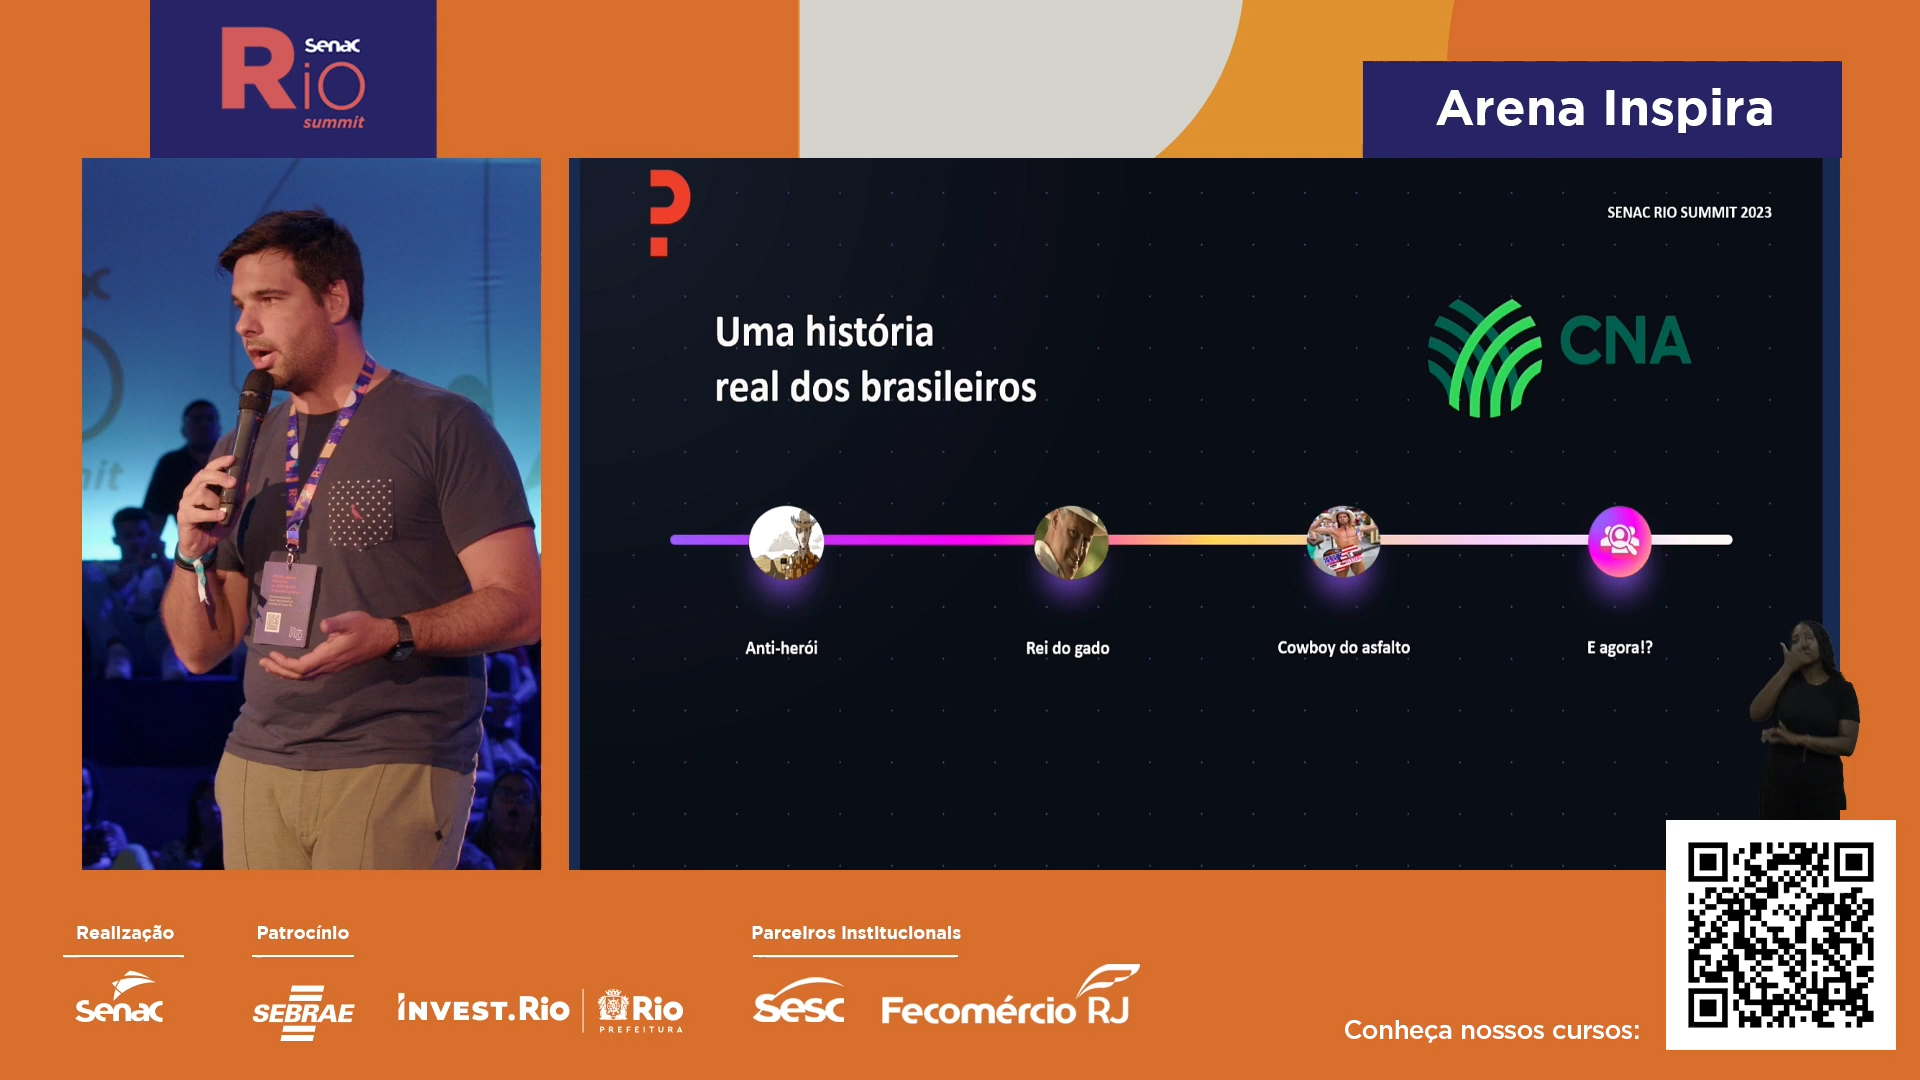 Senac
Rio
summit
Arena Inspira
SENAC RIO SUMMIT 2023
Uma história
real dos brasileiros
CNA
Anti-herói
Rei do gado
Cowboy do asfalto
E agora!?
Realização
Patrocínio
Parceiros Institucionais
Senac
SEBRAE
INVEST.Rio
Rio
PREFEITURA
Sesc
Fecomércio RJ
Conheça nossos cursos: